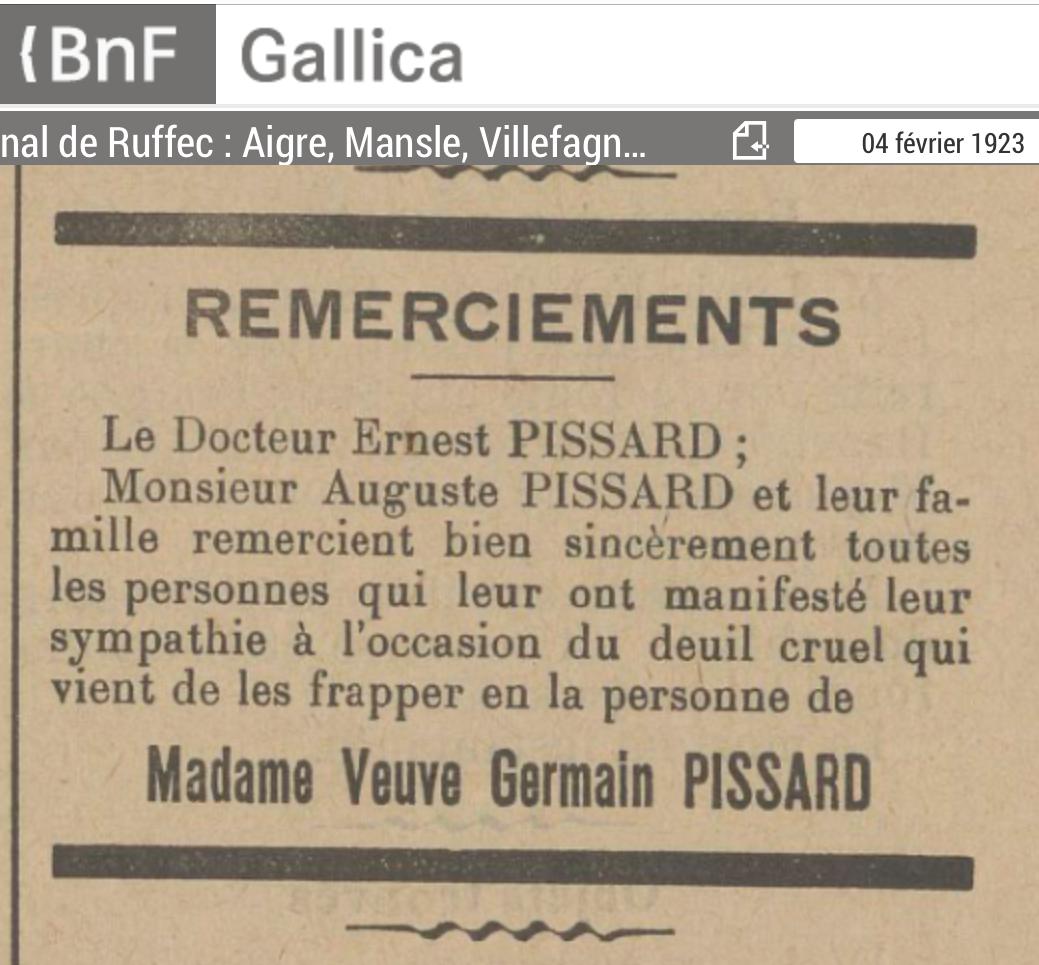 BnF Gallica
nal de Ruffec : Aigre, Mansle, Villefagn... 04 février 1923
REMERCIEMENTS
Le Docteur Ernest PISSARD ;
Monsieur Auguste PISSARD et leur fa-
mille remercient bien sincèrement toutes
les personnes qui leur ont manifesté leur
sympathie à l'occasion du deuil cruel qui
vient de les frapper en la personne de
Madame Veuve Germain PISSARD